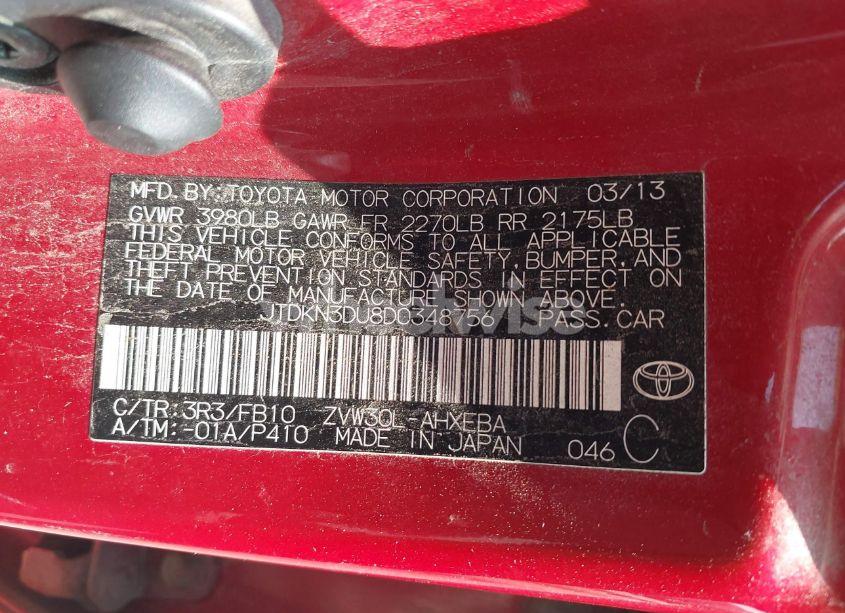 MFD. BY: TOYOTA MOTOR CORPORATION 03/13
GVWR 3980LB GAWR FR 2270LB RR 2175LB
THIS VEHICLE CONFORMS TO ALL APPLICABLE
FEDERAL MOTOR VEHICLE SAFETY, BUMPER, AND
THEFT PREVENTION STANDARDS IN EFFECT ON
THE DATE OF MANUFACTURE SHOWN ABOVE.
JTDKN3DU8D0348756 PASS. CAR
C/TR: 3R3/FB10 ZVW30L-AHXEBA
A/TM: -01A/P410 MADE IN JAPAN 046 C